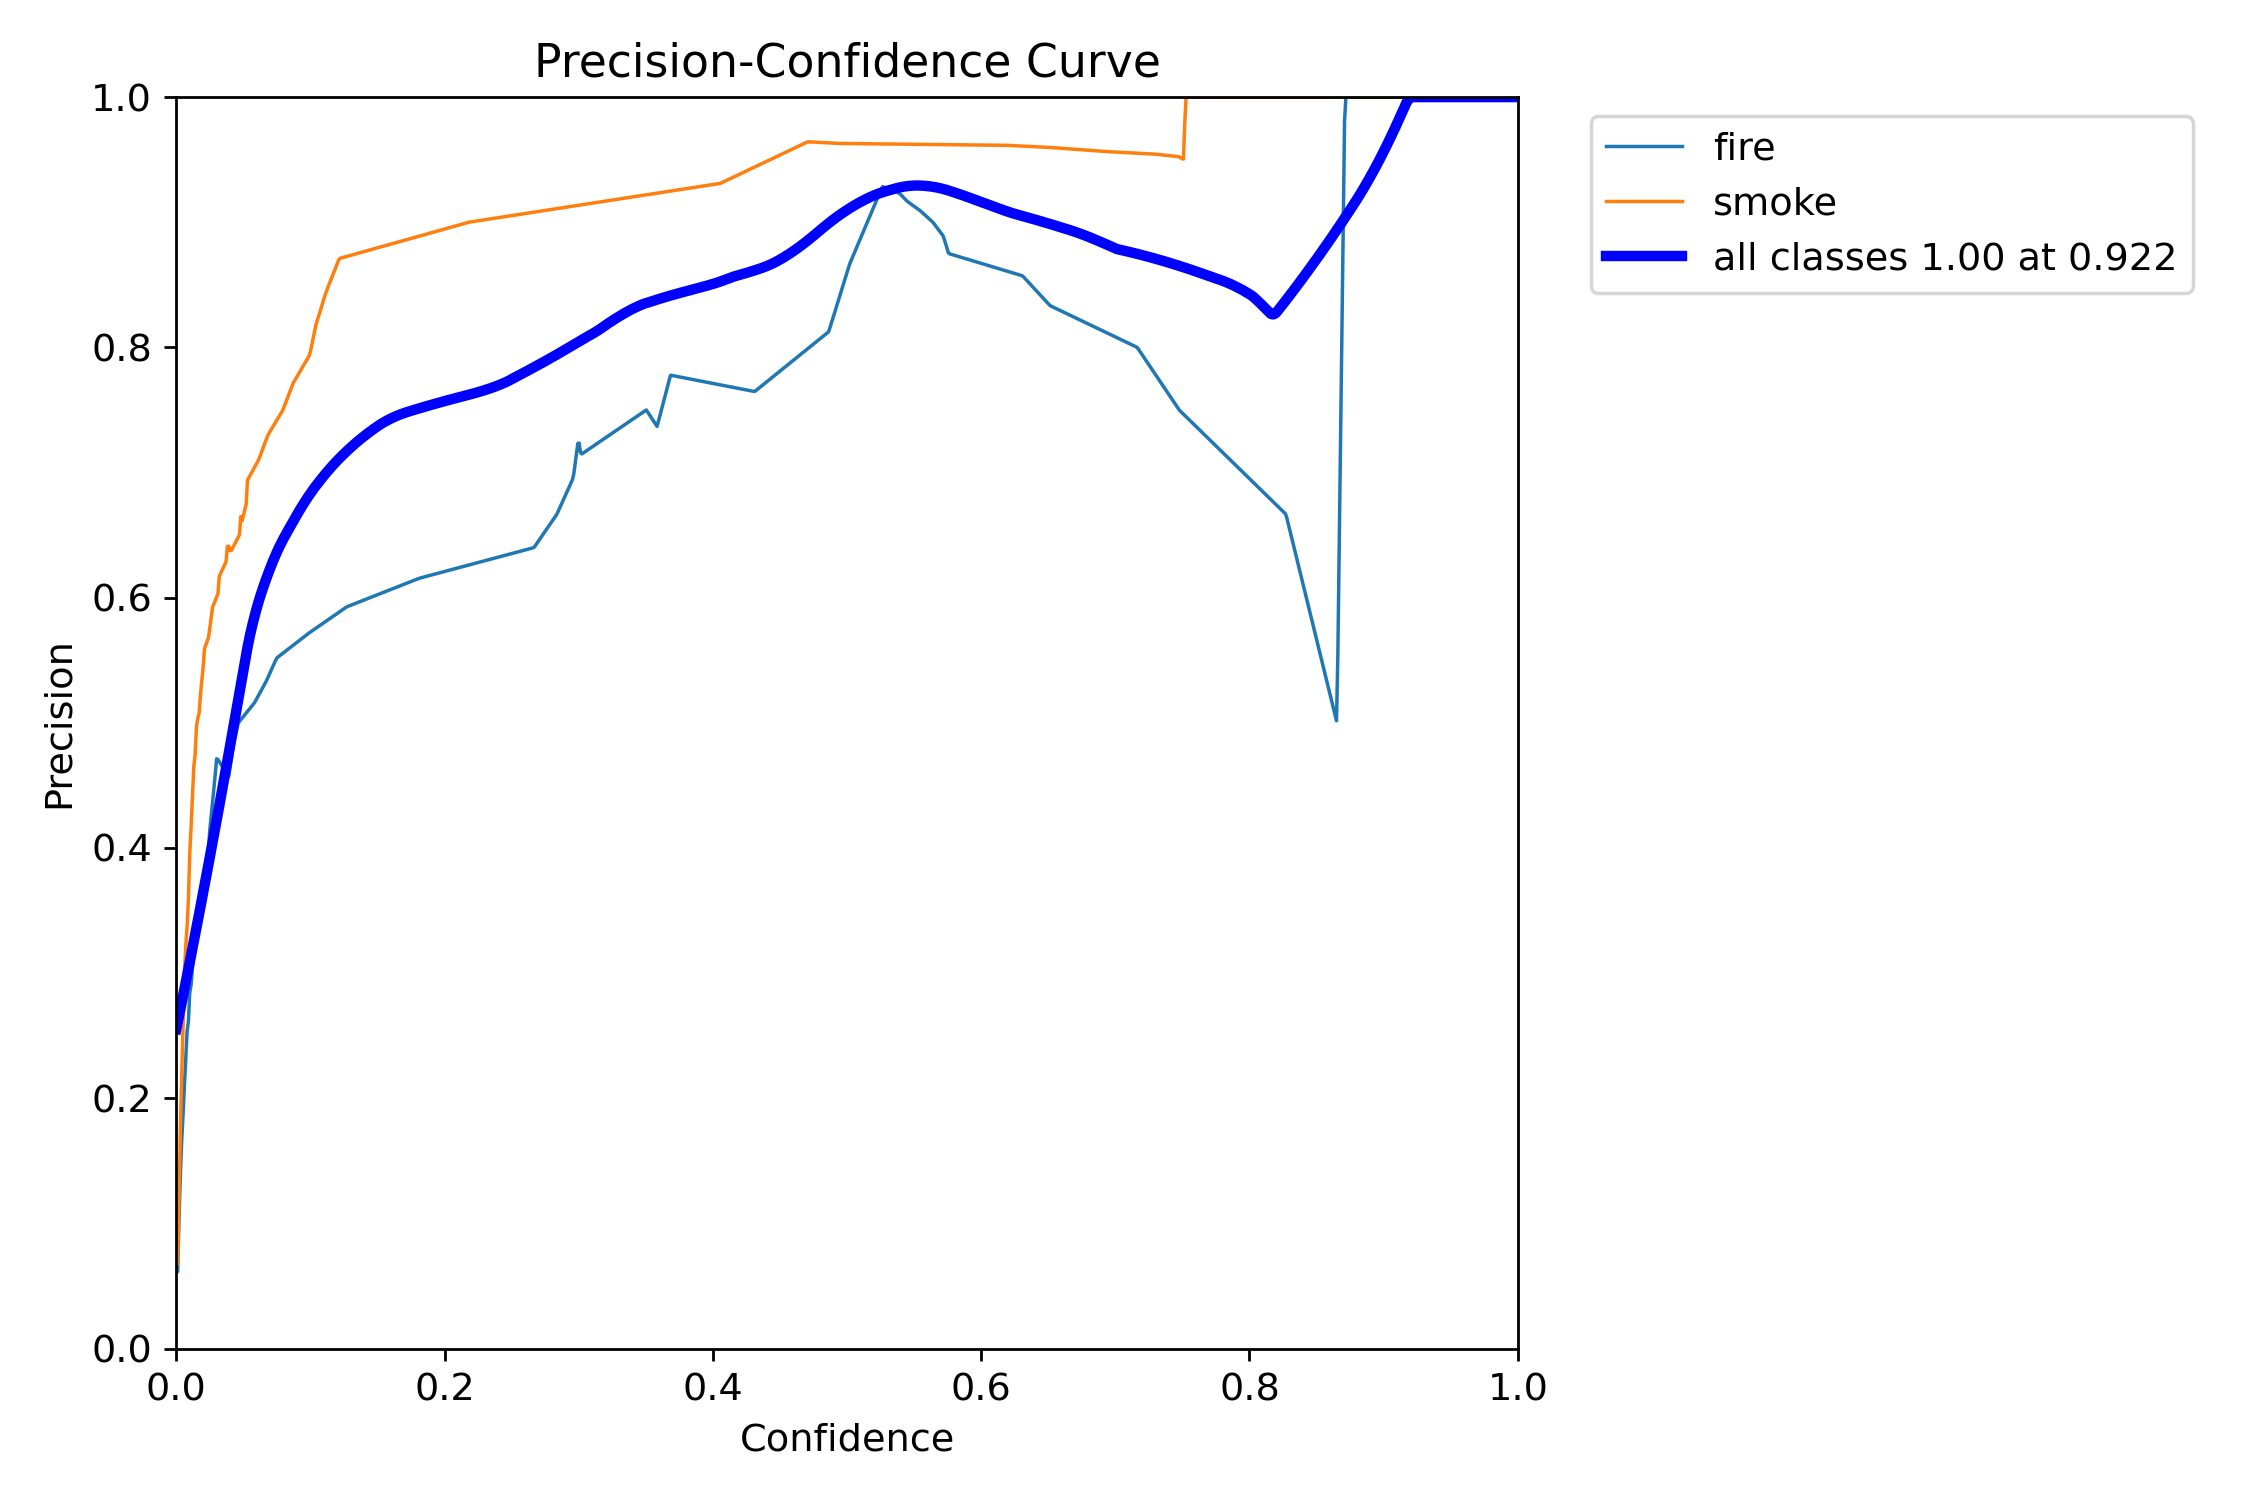 Precision-Confidence Curve
1.0
0.8
0.6
0.4
0.2
0.0
Precision
0.0 0.2 0.4 0.6 0.8 1.0
Confidence
fire
smoke
all classes 1.00 at 0.922